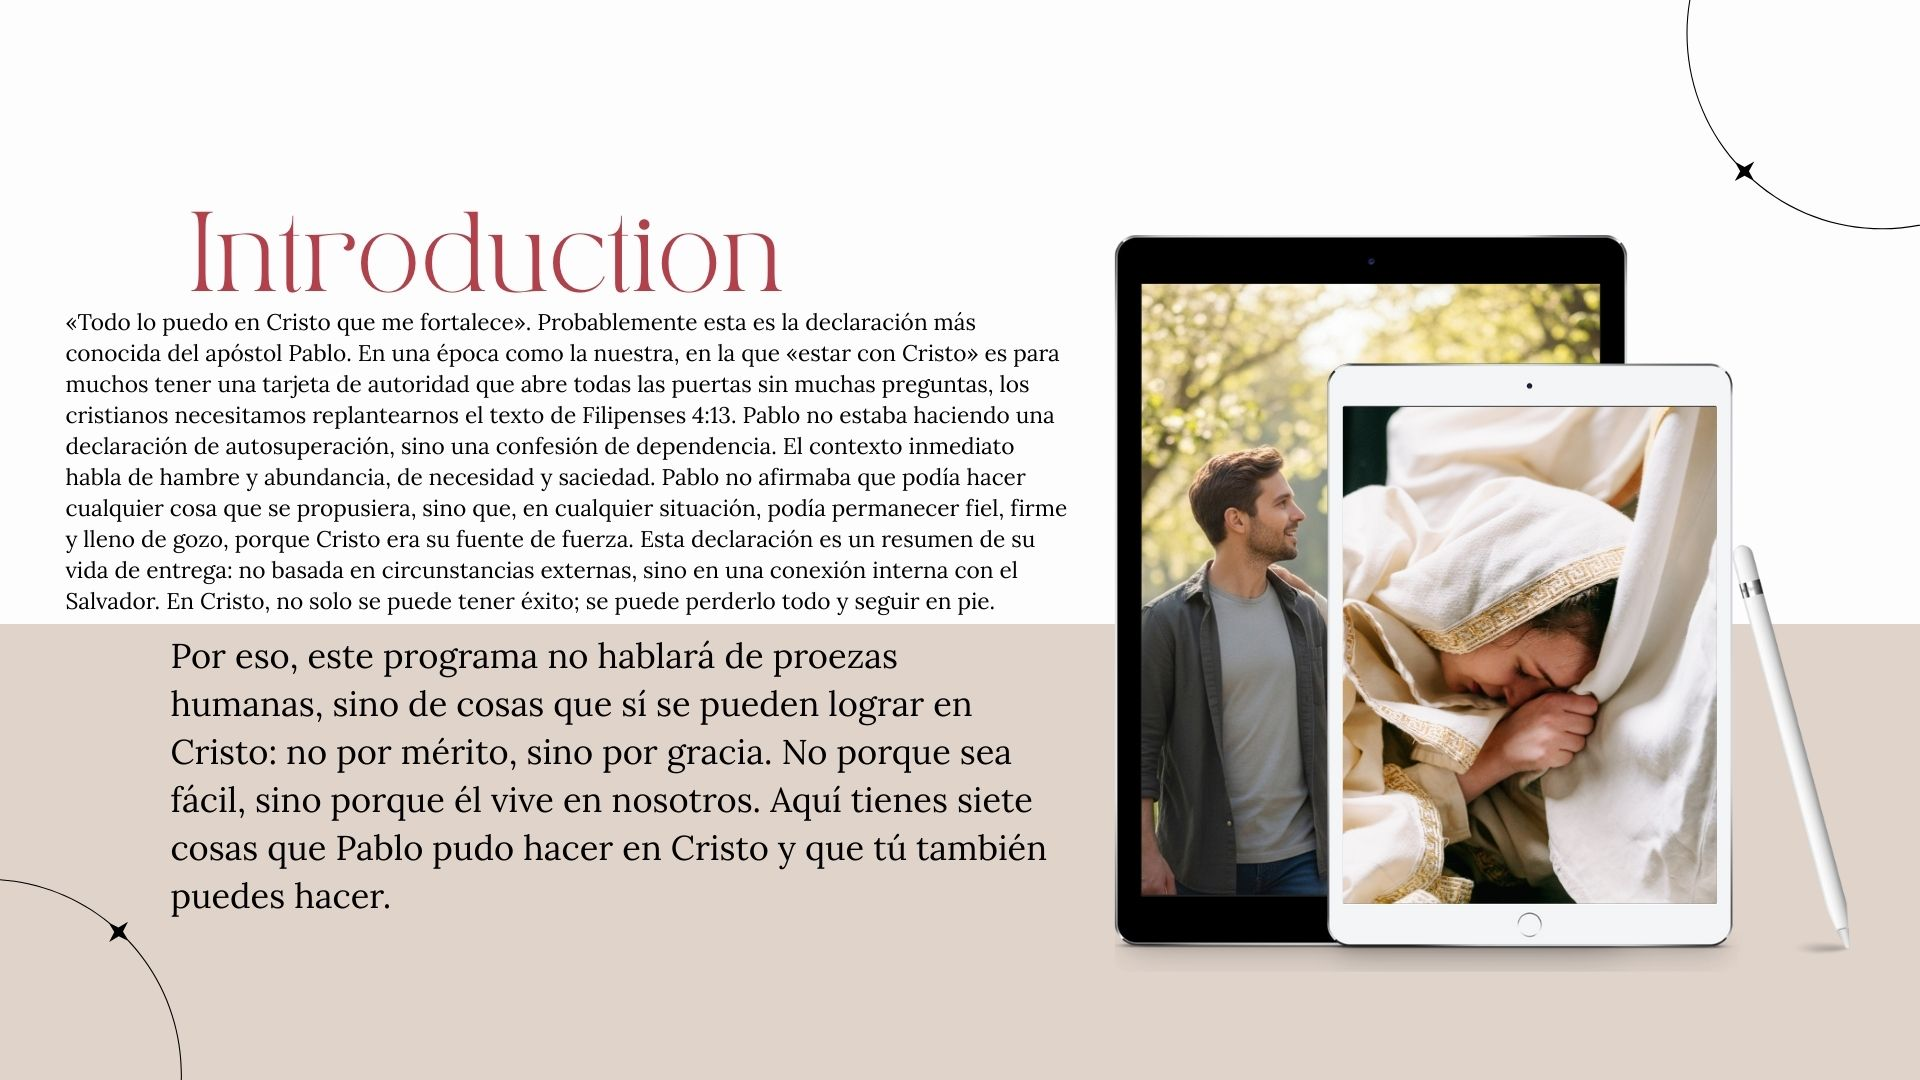 Introduction
«Todo lo puedo en Cristo que me fortalece». Probablemente esta es la declaración más
conocida del apóstol Pablo. En una época como la nuestra, en la que «estar con Cristo» es para
muchos tener una tarjeta de autoridad que abre todas las puertas sin muchas preguntas, los
cristianos necesitamos replantearnos el texto de Filipenses 4:13. Pablo no estaba haciendo una
declaración de autosuperación, sino una confesión de dependencia. El contexto inmediato
habla de hambre y abundancia, de necesidad y saciedad. Pablo no afirmaba que podía hacer
cualquier cosa que se propusiera, sino que, en cualquier situación, podía permanecer fiel, firme
y lleno de gozo, porque Cristo era su fuente de fuerza. Esta declaración es un resumen de su
vida de entrega: no basada en circunstancias externas, sino en una conexión interna con el
Salvador. En Cristo, no solo se puede tener éxito; se puede perderlo todo y seguir en pie.
Por eso, este programa no hablará de proezas
humanas, sino de cosas que sí se pueden lograr en
Cristo: no por mérito, sino por gracia. No porque sea
fácil, sino porque él vive en nosotros. Aquí tienes siete
cosas que Pablo pudo hacer en Cristo y que tú también
puedes hacer.